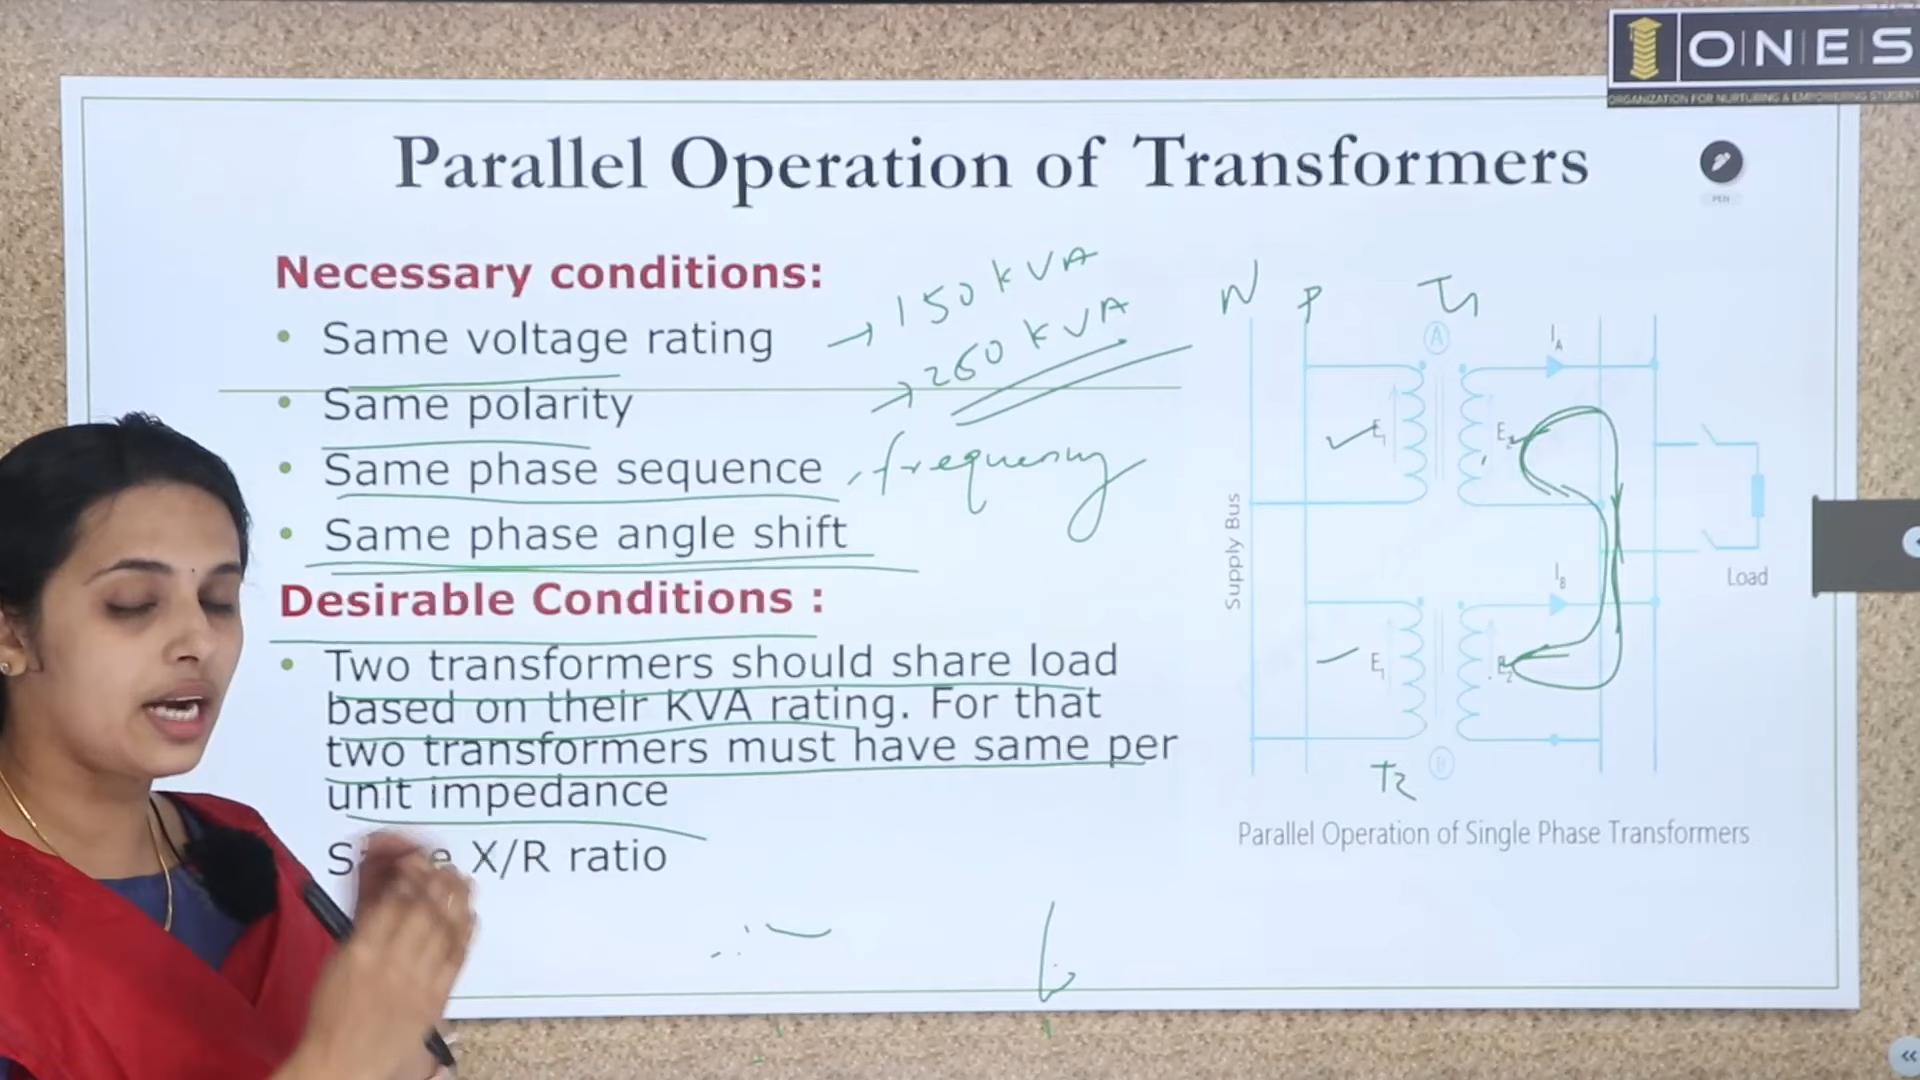 ONES
ORGANIZATION FOR NURTURING & EMPOWERING STUDENT
Parallel Operation of Transformers
PEN
Necessary conditions:
• Same voltage rating
→ 150 kVA
→ 260 kVA
• Same polarity
• Same phase sequence , frequency
• Same phase angle shift
Desirable Conditions :
• Two transformers should share load
based on their KVA rating. For that
two transformers must have same per
unit impedance
X/R ratio
N P T1
A
IA
E1
Supply Bus
Load
IB
E1 E2
T2
B
Parallel Operation of Single Phase Transformers